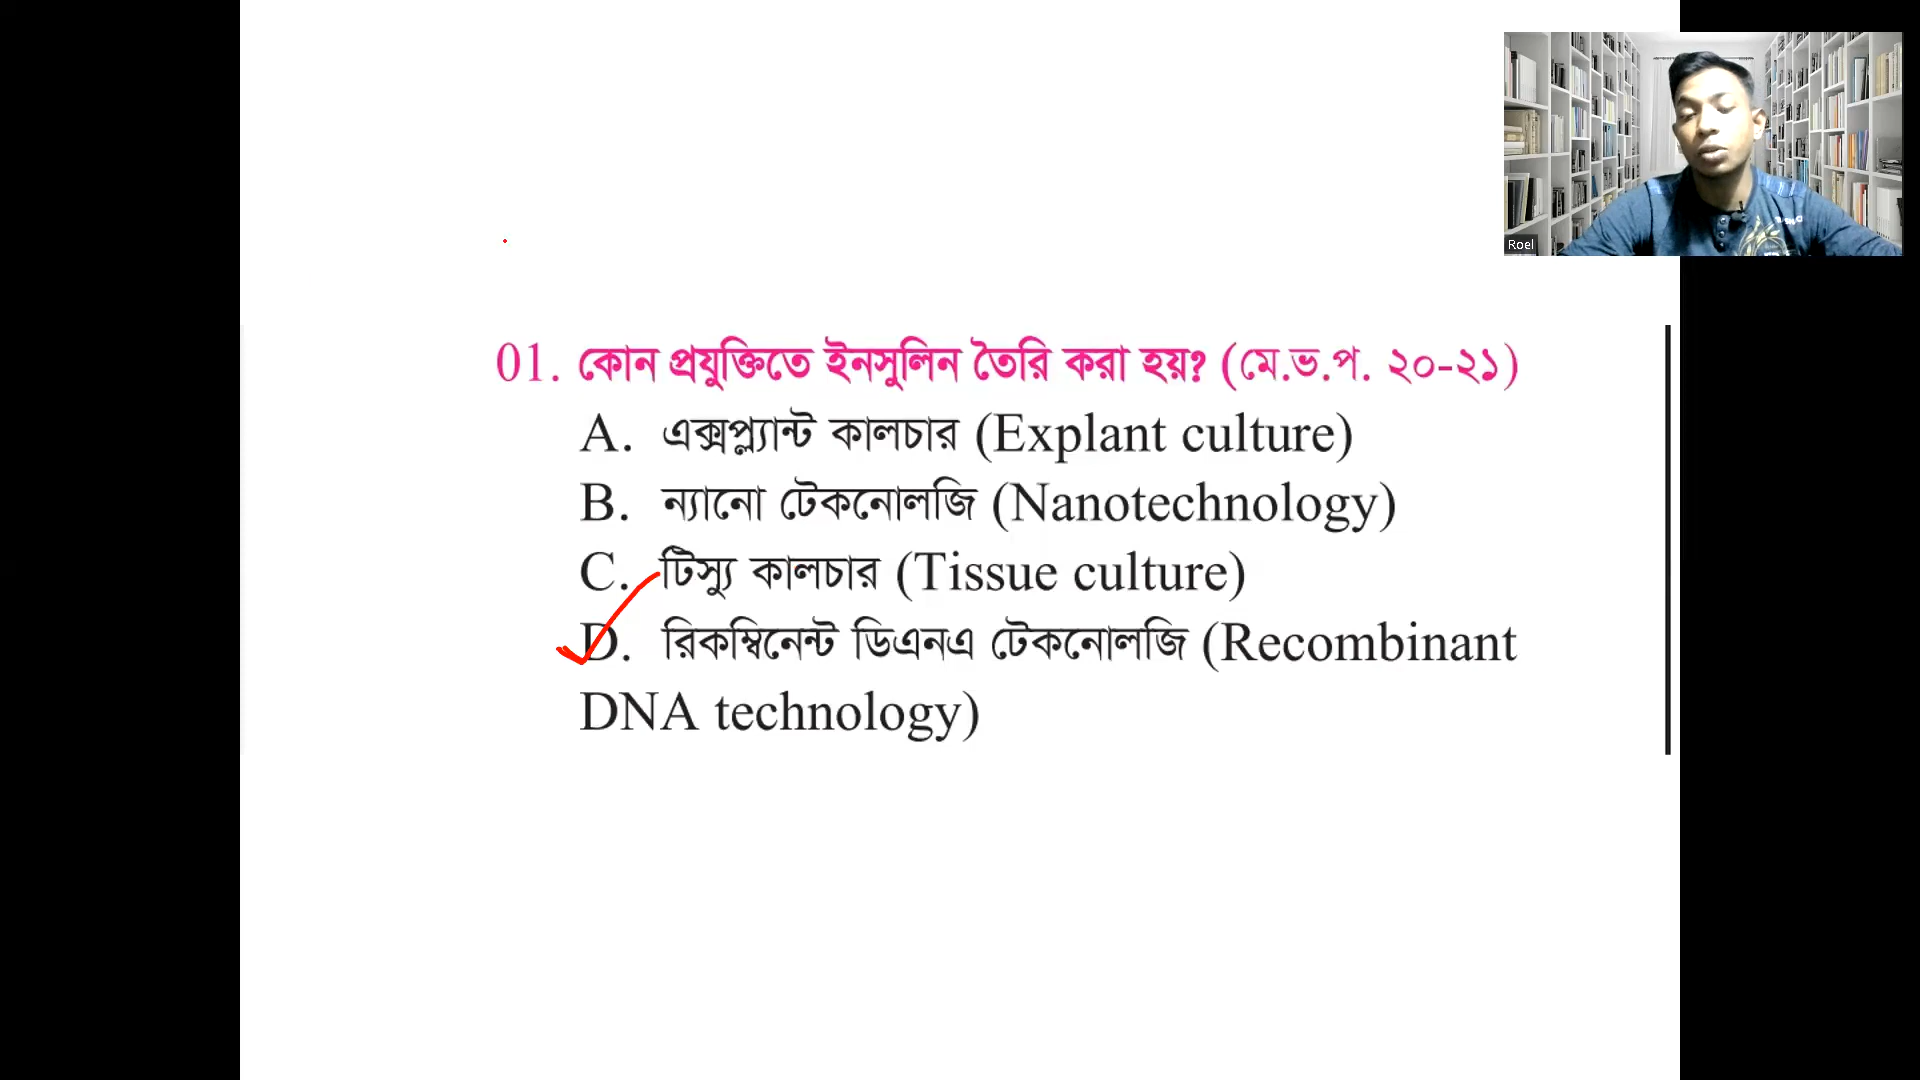 Roel
01. কোন প্রযুক্তিতে ইনসুলিন তৈরি করা হয়? (মে.ভ.প. ২০-২১)
A. এক্সপ্ল্যান্ট কালচার (Explant culture)
B. ন্যানো টেকনোলজি (Nanotechnology)
C. টিস্যু কালচার (Tissue culture)
D. রিকম্বিনেন্ট ডিএনএ টেকনোলজি (Recombinant
DNA technology)